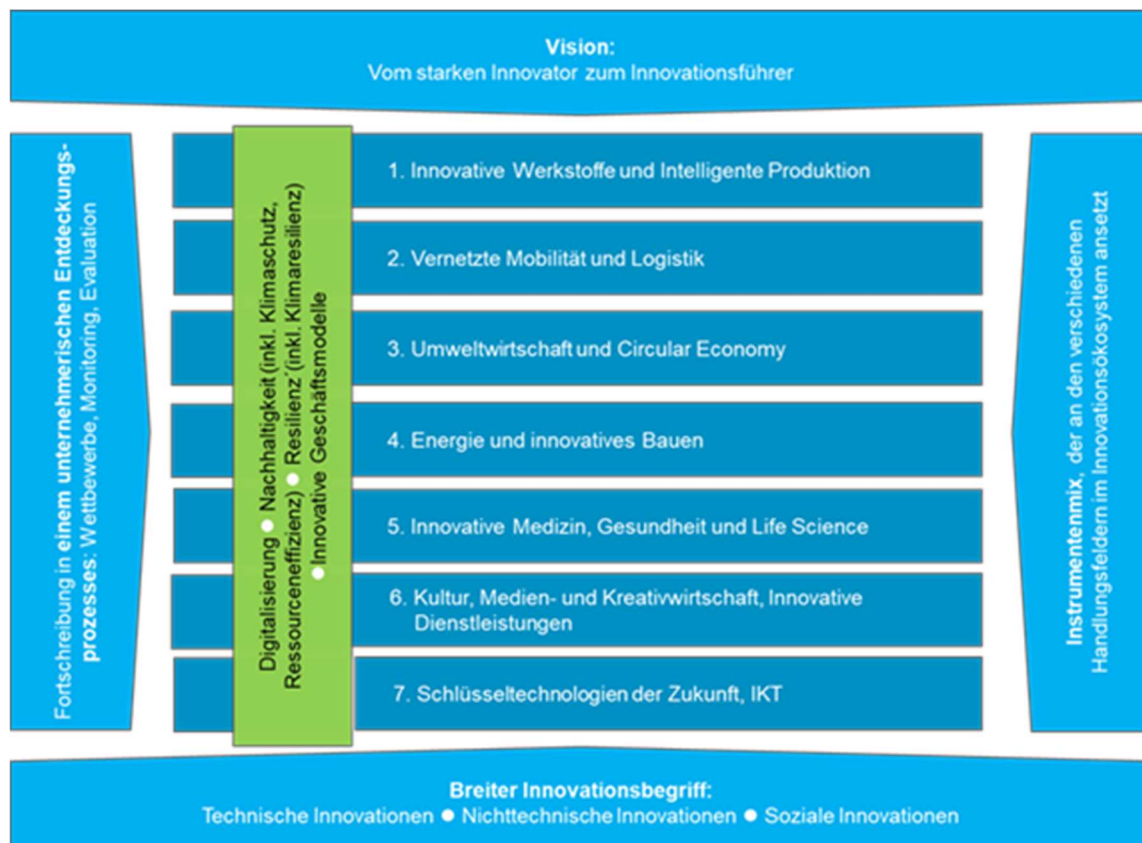 Vision:
Vom starken Innovator zum Innovationsführer
Fortschreibung in einem unternehmerischen Entdeckungs-
prozesses: Wettbewerbe, Monitoring, Evaluation
Digitalisierung ● Nachhaltigkeit (inkl. Klimaschutz,
Ressourceneffizienz) ● Resilienz (inkl. Klimaresilienz)
● Innovative Geschäftsmodelle
1. Innovative Werkstoffe und Intelligente Produktion
2. Vernetzte Mobilität und Logistik
3. Umweltwirtschaft und Circular Economy
4. Energie und innovatives Bauen
5. Innovative Medizin, Gesundheit und Life Science
6. Kultur, Medien- und Kreativwirtschaft, Innovative
Dienstleistungen
7. Schlüsseltechnologien der Zukunft, IKT
Instrumentenmix, der an den verschiedenen
Handlungsfeldern im Innovationsökosystem ansetzt
Breiter Innovationsbegriff:
Technische Innovationen ● Nichttechnische Innovationen ● Soziale Innovationen